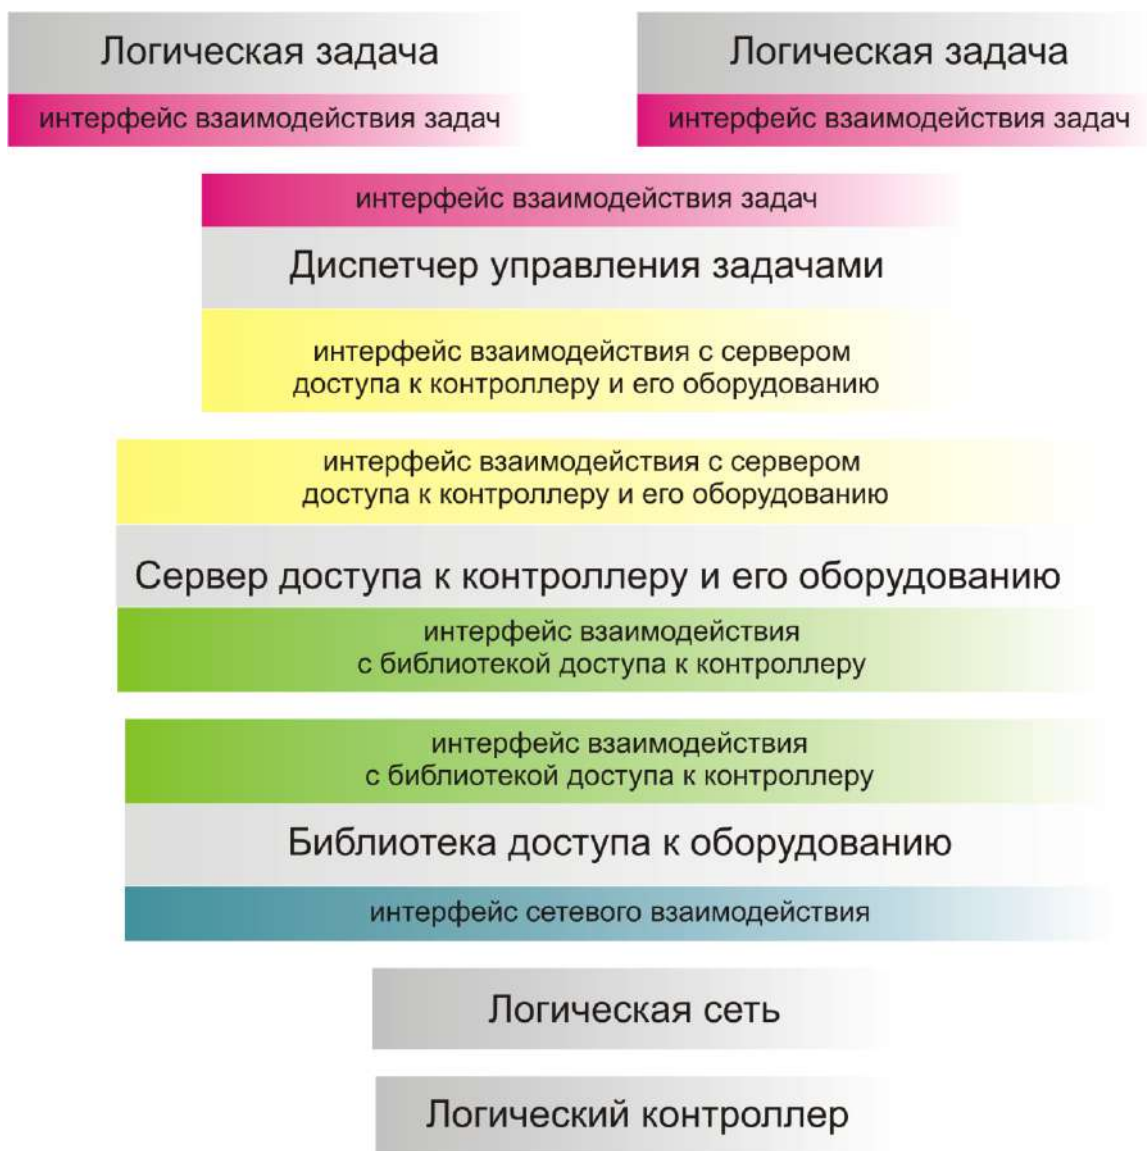 Логическая задача
интерфейс взаимодействия задач
Логическая задача
интерфейс взаимодействия задач
интерфейс взаимодействия задач
Диспетчер управления задачами
интерфейс взаимодействия с сервером
доступа к контроллеру и его оборудованию
интерфейс взаимодействия с сервером
доступа к контроллеру и его оборудованию
Сервер доступа к контроллеру и его оборудованию
интерфейс взаимодействия
с библиотекой доступа к контроллеру
интерфейс взаимодействия
с библиотекой доступа к контроллеру
Библиотека доступа к оборудованию
интерфейс сетевого взаимодействия
Логическая сеть
Логический контроллер